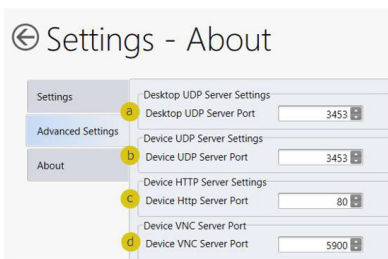 Settings - About
Settings
Advanced Settings
About
Desktop UDP Server Settings
a Desktop UDP Server Port 3453
Device UDP Server Settings
b Device UDP Server Port 3453
Device HTTP Server Settings
c Device Http Server Port 80
Device VNC Server Port
d Device VNC Server Port 5900